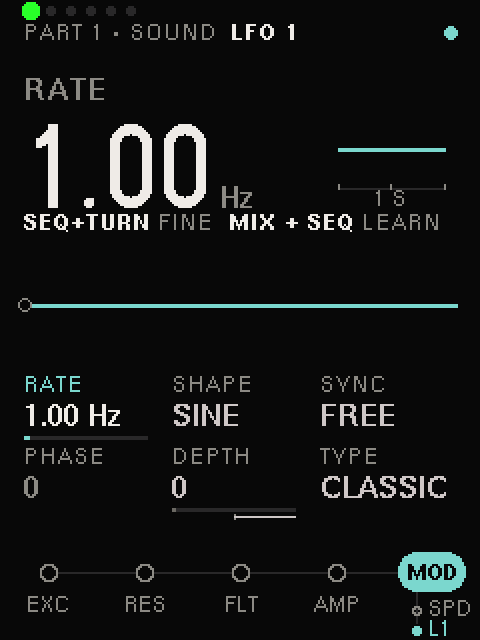 PART 1 · SOUND LFO 1
RATE
1.00 Hz
1 S
SEQ+TURN FINE MIX + SEQ LEARN
RATE SHAPE SYNC
1.00 Hz SINE FREE
PHASE DEPTH TYPE
0 0 CLASSIC
MOD
EXC RES FLT AMP SPD
L1